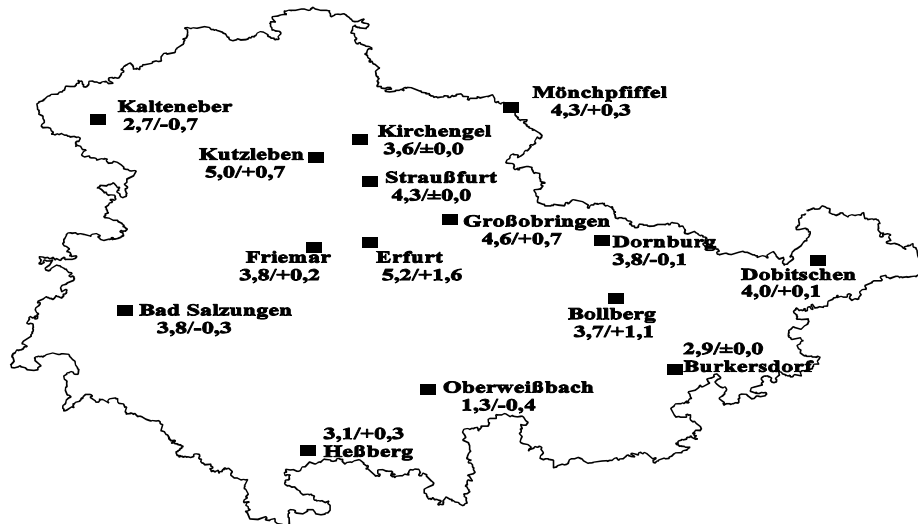 Mönchpfiffel
4,3/+0,3
Kalteneber
2,7/-0,7
Kirchengel
3,6/±0,0
Kutzleben
5,0/+0,7
Straußfurt
4,3/±0,0
Großobringen
4,6/+0,7
Dornburg
3,8/-0,1
Friemar
3,8/+0,2
Erfurt
5,2/+1,6
Dobitschen
4,0/+0,1
Bad Salzungen
3,8/-0,3
Bollberg
3,7/+1,1
2,9/±0,0
Burkersdorf
Oberweißbach
1,3/-0,4
3,1/+0,3
Heßberg